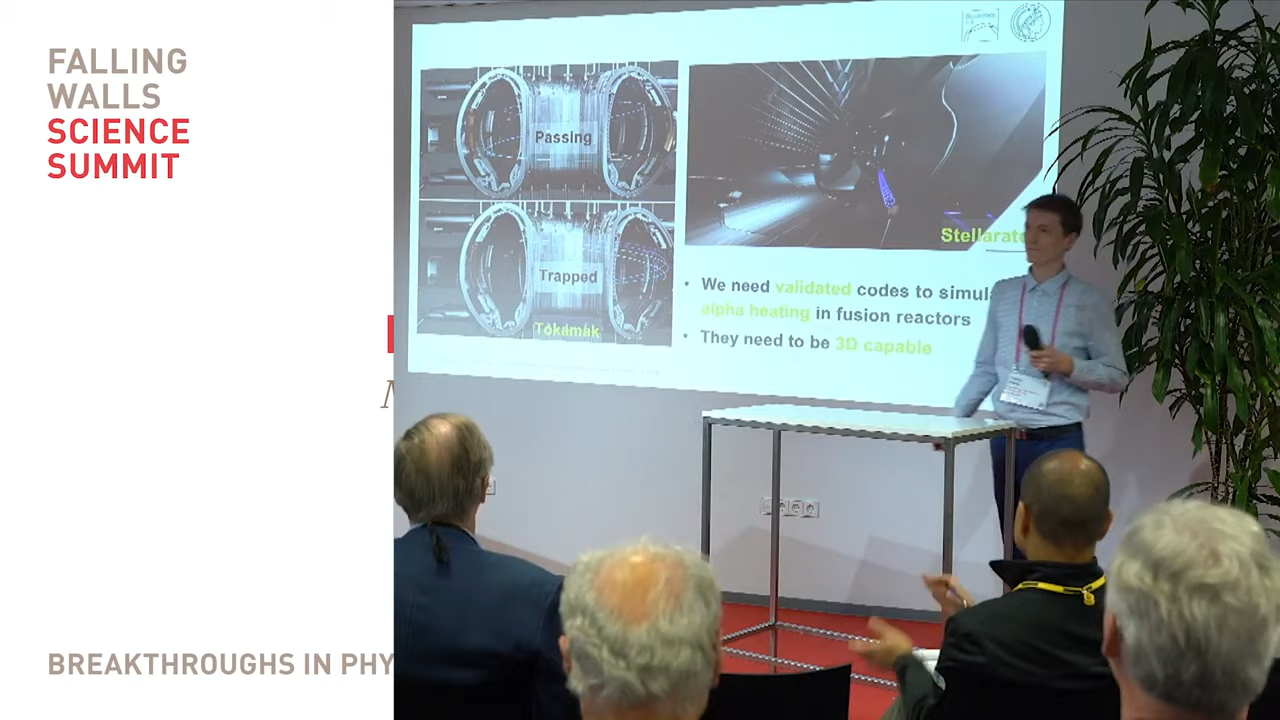 FALLING
WALLS
SCIENCE
SUMMIT
BREAKTHROUGHS IN PHY
Passing
Trapped
Tokamak
Stellarato
• We need validated codes to simul
alpha heating in fusion reactors
• They need to be 3D capable